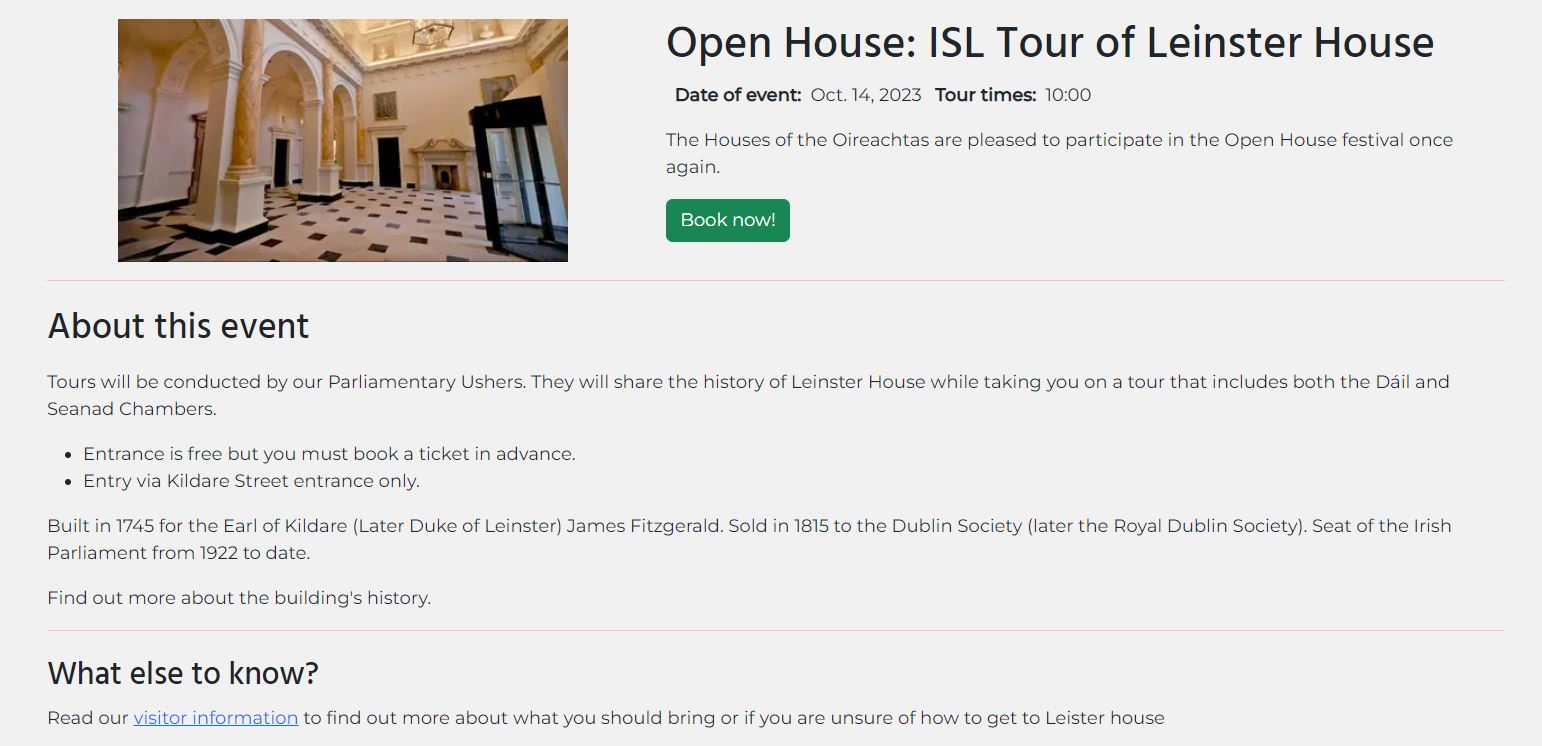 Open House: ISL Tour of Leinster House
Date of event: Oct. 14, 2023 Tour times: 10:00
The Houses of the Oireachtas are pleased to participate in the Open House festival once
again.
Book now!
About this event
Tours will be conducted by our Parliamentary Ushers. They will share the history of Leinster House while taking you on a tour that includes both the Dáil and
Seanad Chambers.
• Entrance is free but you must book a ticket in advance.
• Entry via Kildare Street entrance only.
Built in 1745 for the Earl of Kildare (Later Duke of Leinster) James Fitzgerald. Sold in 1815 to the Dublin Society (later the Royal Dublin Society). Seat of the Irish
Parliament from 1922 to date.
Find out more about the building's history.
What else to know?
Read our visitor information to find out more about what you should bring or if you are unsure of how to get to Leister house